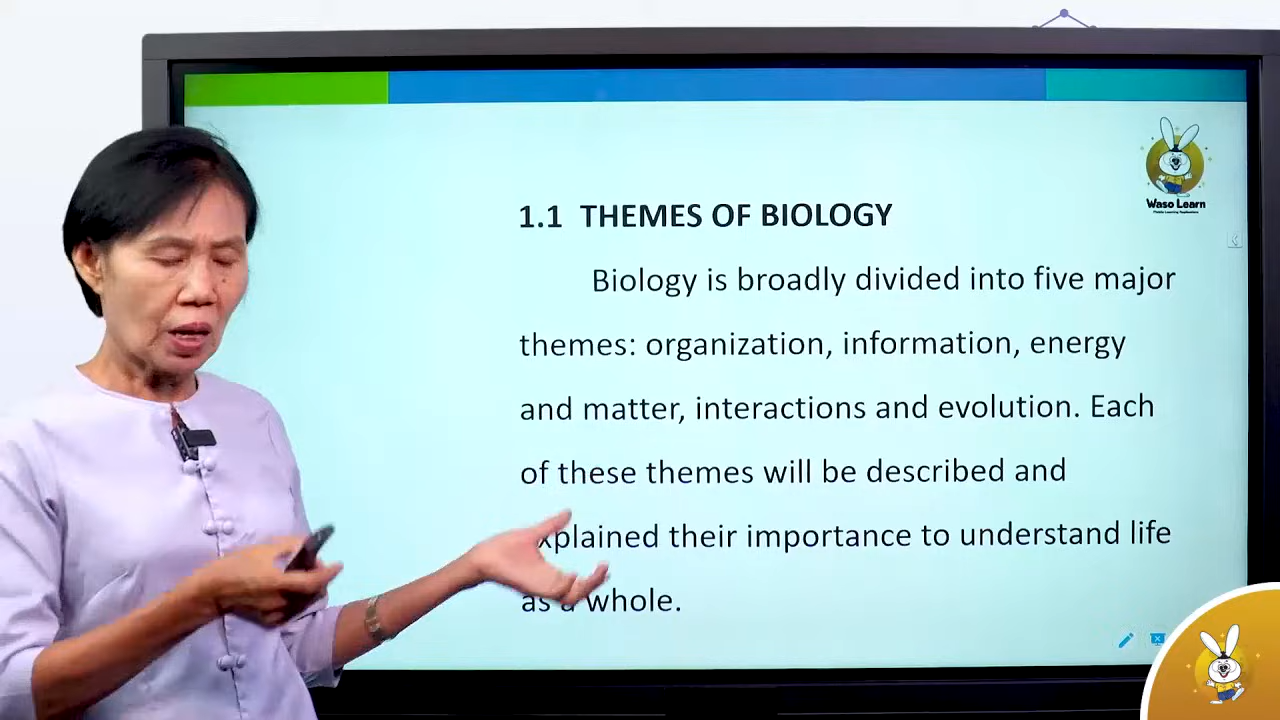 Waso Learn
1.1 THEMES OF BIOLOGY
Biology is broadly divided into five major
themes: organization, information, energy
and matter, interactions and evolution. Each
of these themes will be described and
explained their importance to understand life
as a whole.